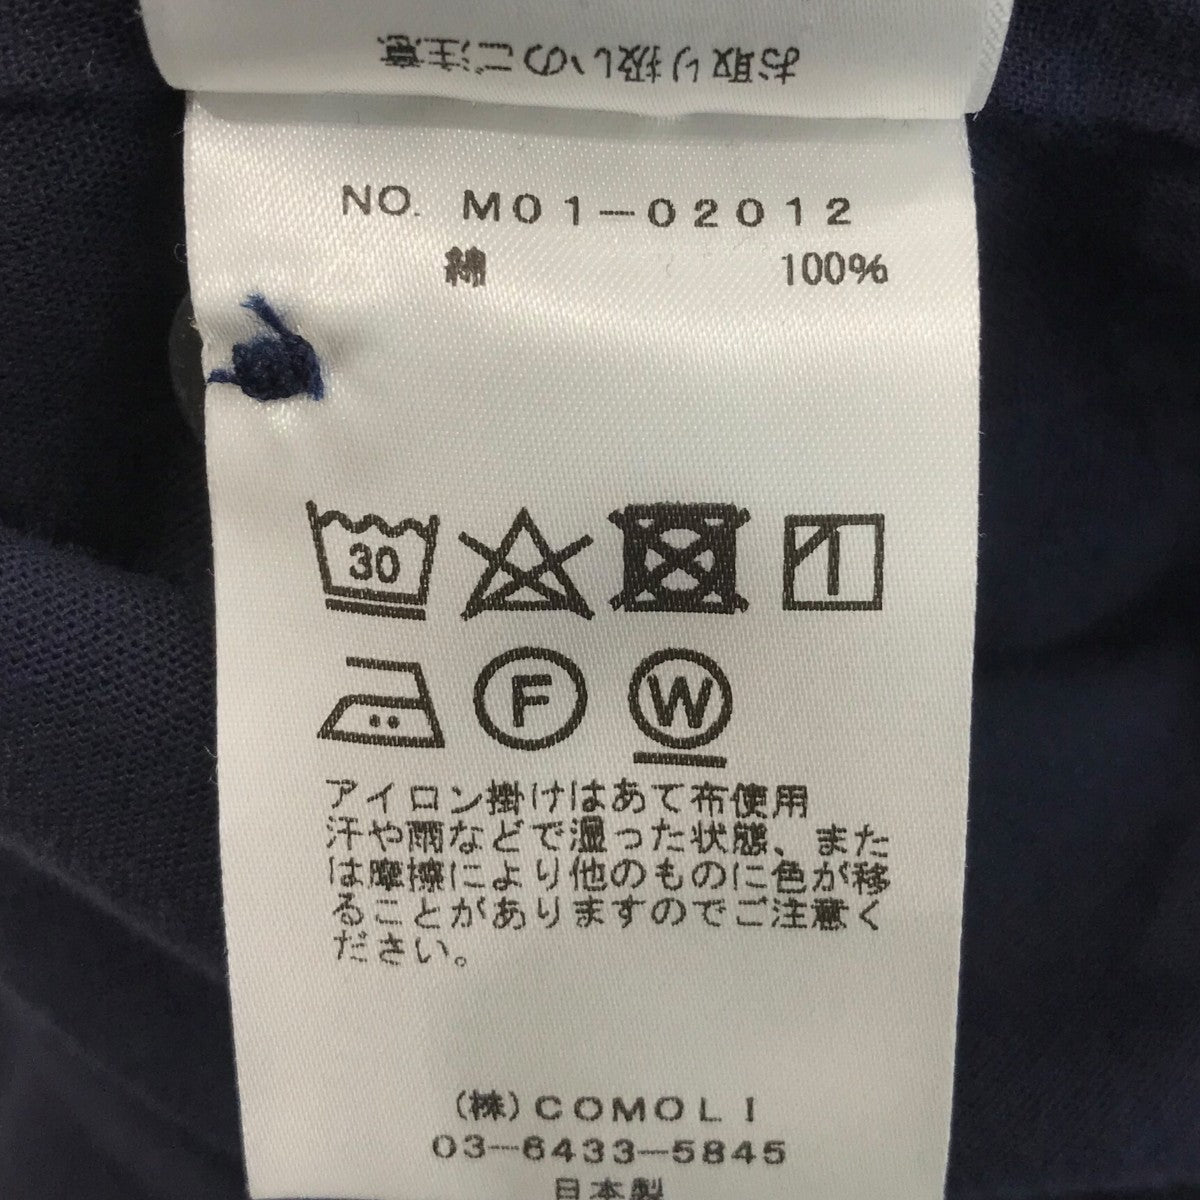 お取り扱いのご注意
NO. M01-02012
綿 100%
30
F W
アイロン掛けはあて布使用
汗や雨などで湿った状態、また
は摩擦により他のものに色が移
ることがありますのでご注意く
ださい。
(株)COMOLI
03-6433-5845
日本製